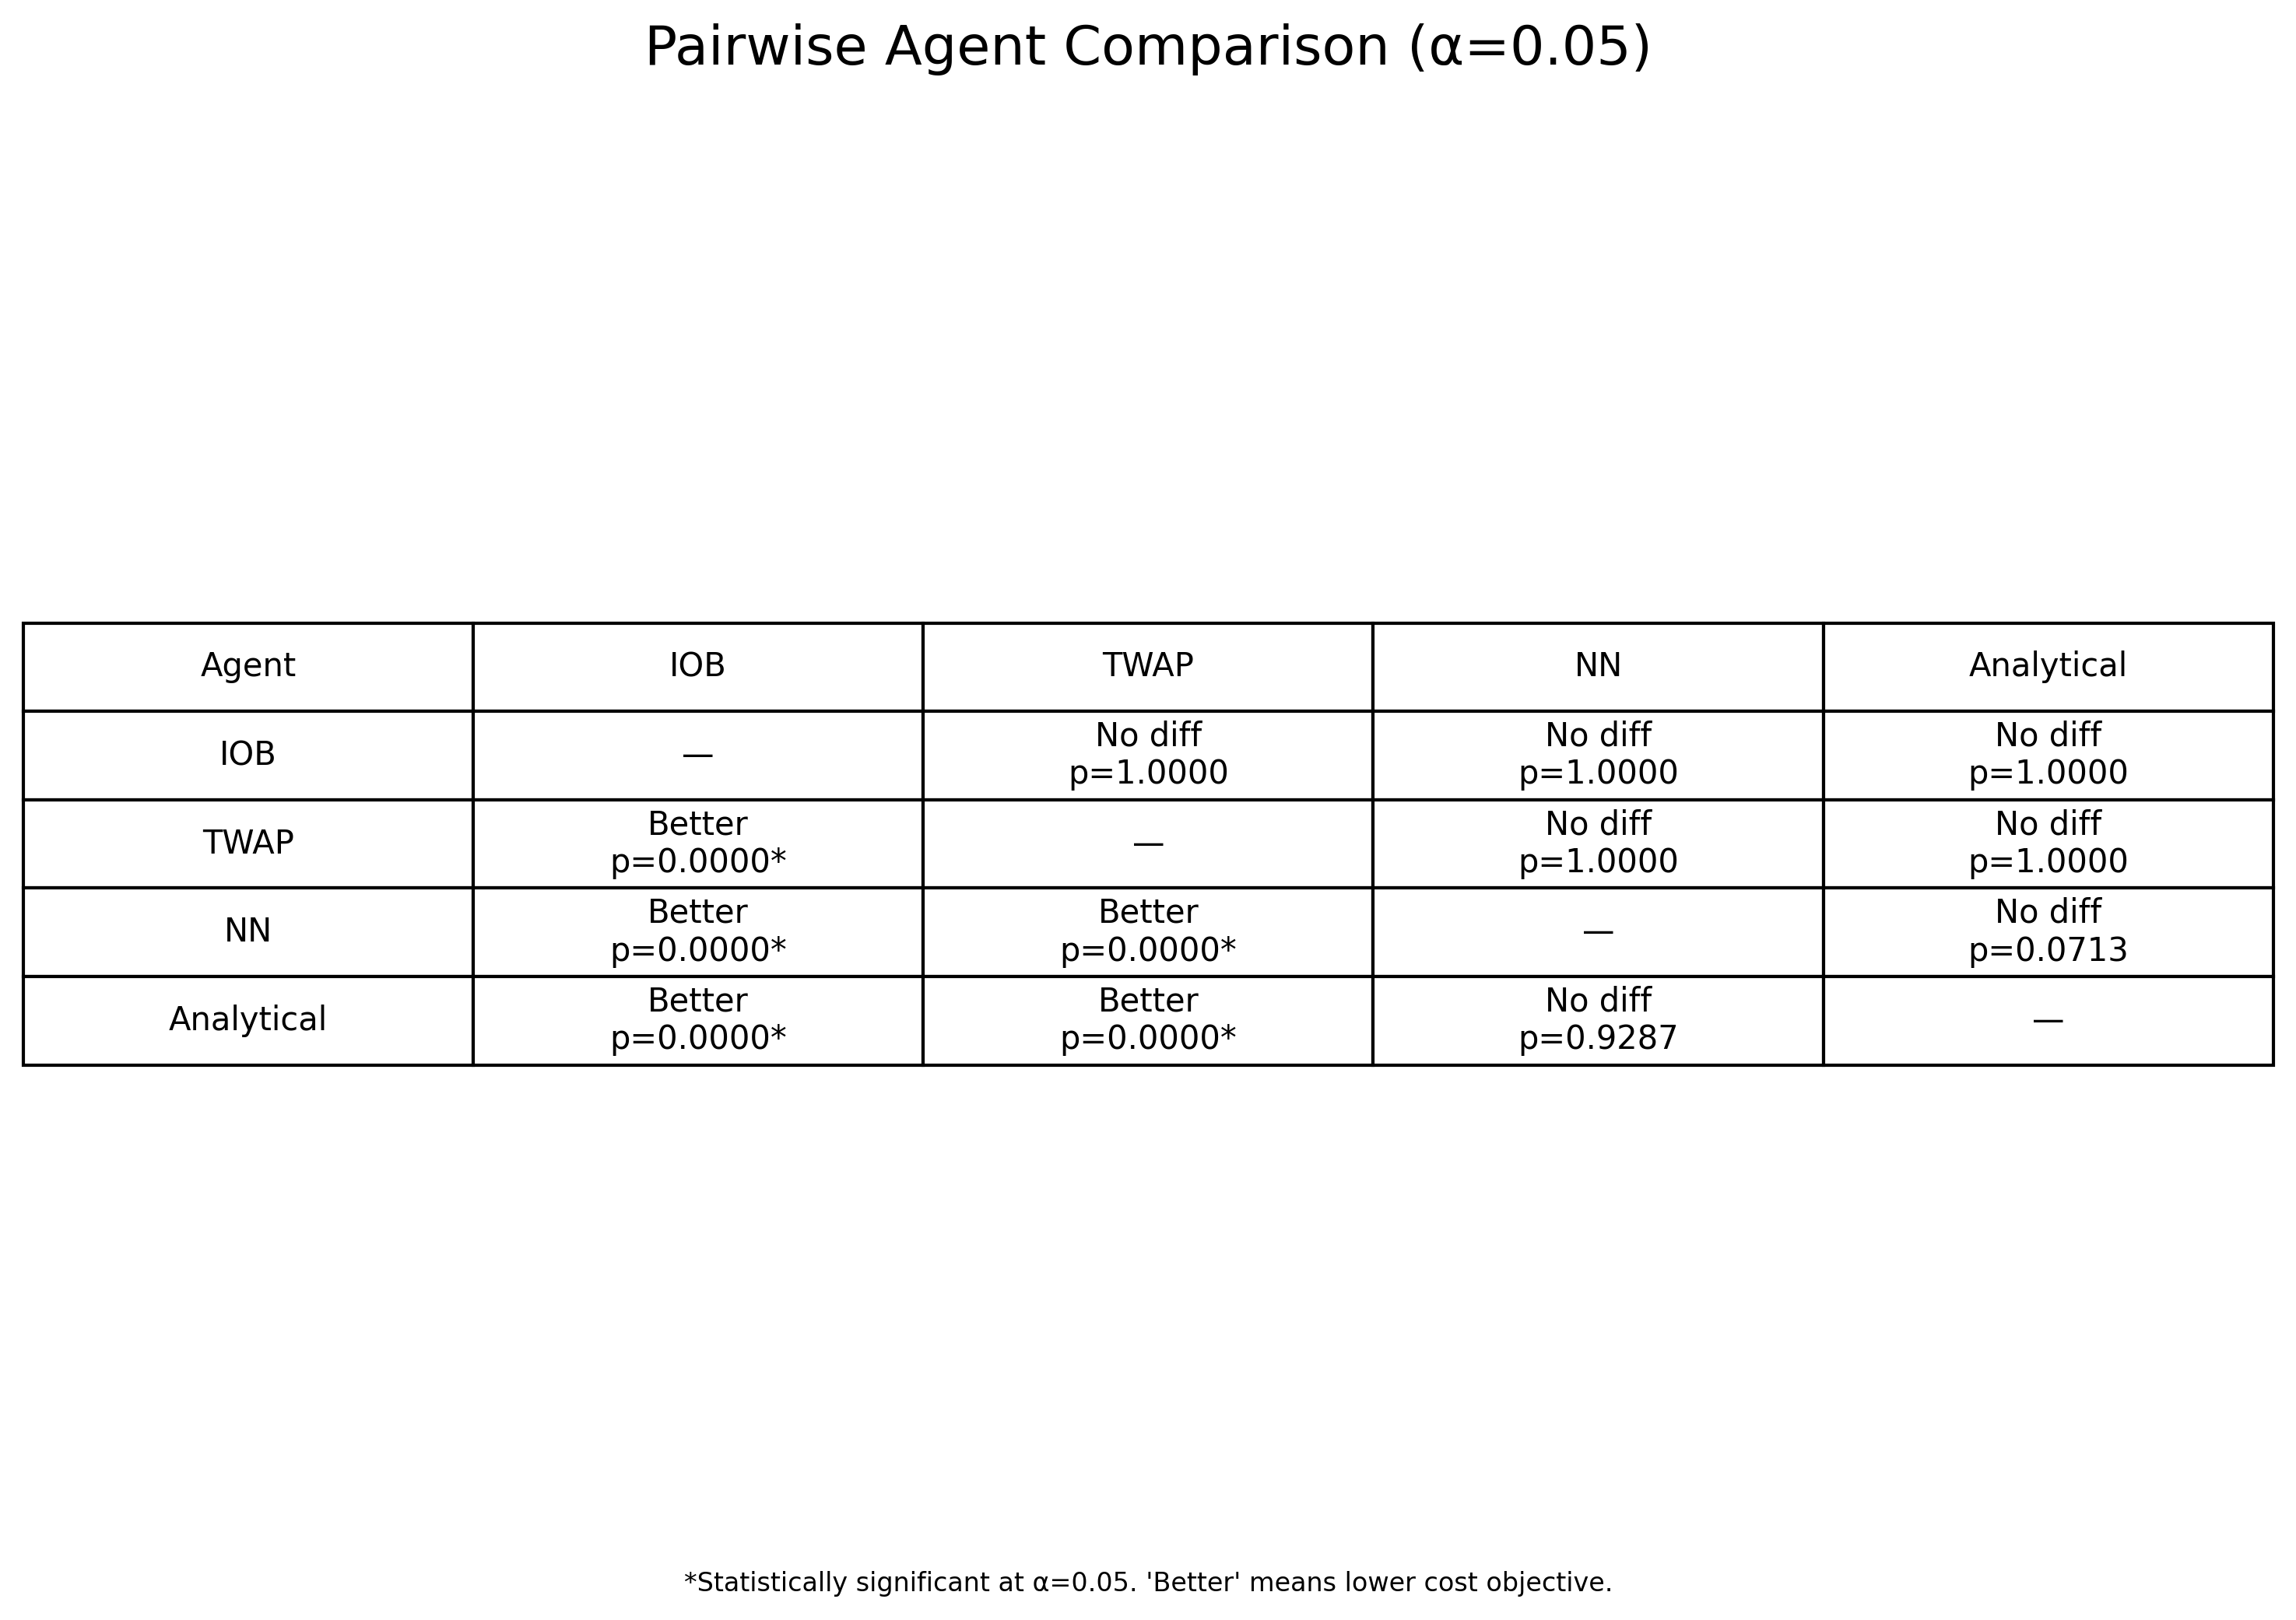 Pairwise Agent Comparison (α=0.05)
Agent IOB TWAP NN Analytical
IOB — No diff p=1.0000 No diff p=1.0000 No diff p=1.0000
TWAP Better p=0.0000* — No diff p=1.0000 No diff p=1.0000
NN Better p=0.0000* Better p=0.0000* — No diff p=0.0713
Analytical Better p=0.0000* Better p=0.0000* No diff p=0.9287 —
*Statistically significant at α=0.05. 'Better' means lower cost objective.